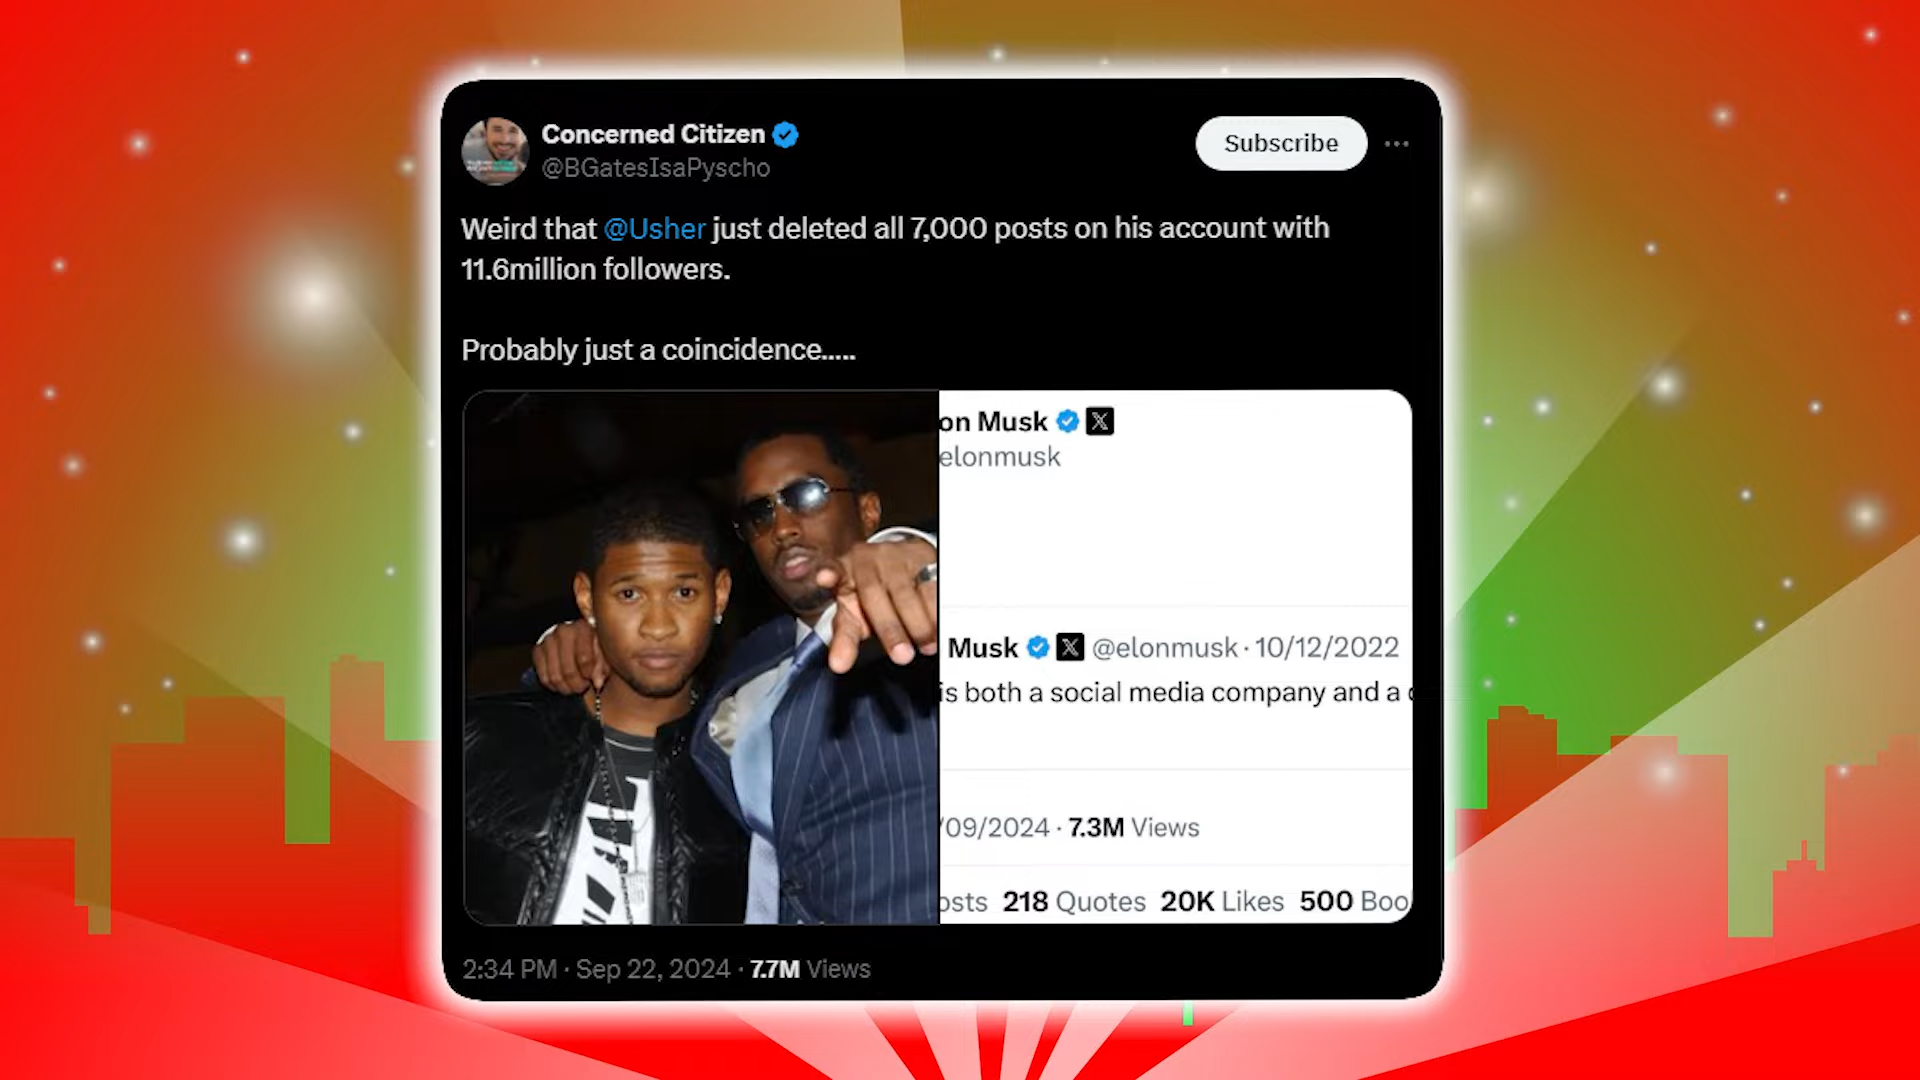 Concerned Citizen
@BGatesIsaPyscho
Subscribe
Weird that @Usher just deleted all 7,000 posts on his account with
11.6million followers.
Probably just a coincidence.....
on Musk
elonmusk
Musk @elonmusk · 10/12/2022
is both a social media company and a c
/09/2024 · 7.3M Views
osts 218 Quotes 20K Likes 500 Boo
2:34 PM · Sep 22, 2024 · 7.7M Views